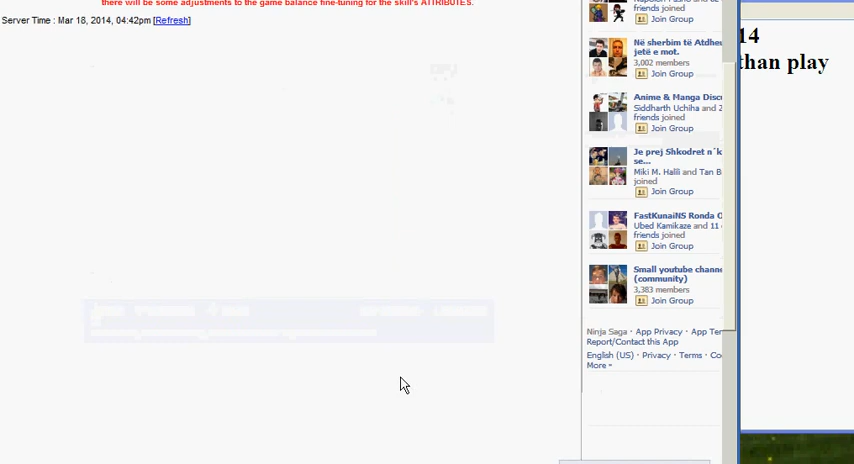 there will be some adjustments to the game balance fine-tuning for the skill's ATTRIBUTES.
Server Time : Mar 18, 2014, 04:42pm [Refresh]
friends joined
Join Group
Në sherbim të Atdheu
jetë e mot.
3,002 members
Join Group
Anime & Manga Discu
Siddharth Uchiha and 2
friends joined
Join Group
Je prej Shkodret n´k
se...
Miki M. Halili and Tan B
joined
Join Group
FastKunaiNS Ronda O
Ubed Kamikaze and 11
friends joined
Join Group
Small youtube channe
(community)
3,383 members
Join Group
Ninja Saga · App Privacy · App Ter
Report/Contact this App
English (US) · Privacy · Terms · Co
More
14
than play